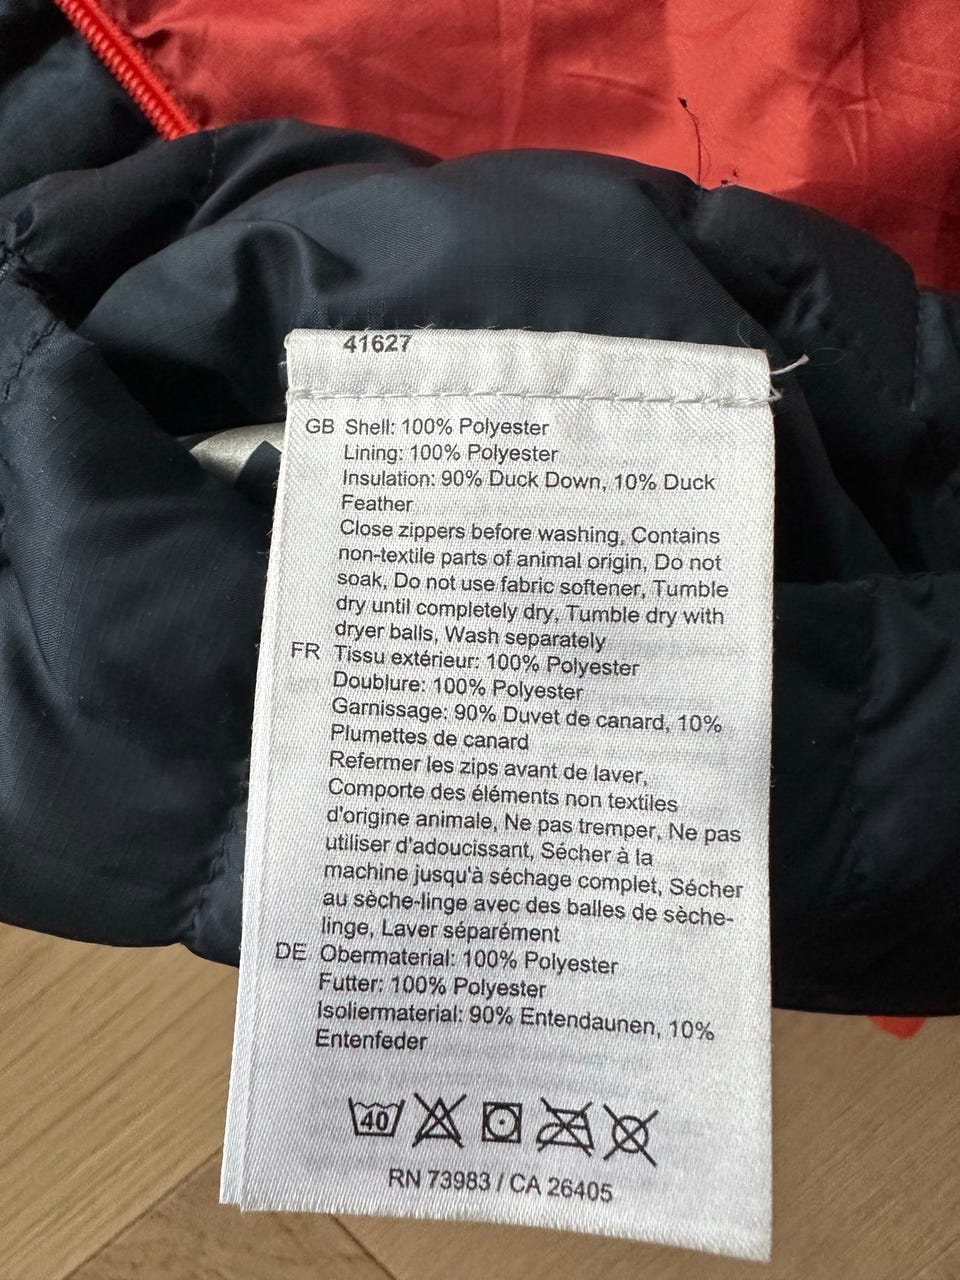 41627
GB Shell: 100% Polyester
Lining: 100% Polyester
Insulation: 90% Duck Down, 10% Duck
Feather
Close zippers before washing, Contains
non-textile parts of animal origin, Do not
soak, Do not use fabric softener, Tumble
dry until completely dry, Tumble dry with
dryer balls, Wash separately
FR Tissu extérieur: 100% Polyester
Doublure: 100% Polyester
Garnissage: 90% Duvet de canard, 10%
Plumettes de canard
Refermer les zips avant de laver,
Comporte des éléments non textiles
d'origine animale, Ne pas tremper, Ne pas
utiliser d'adoucissant, Sécher à la
machine jusqu'à séchage complet, Sécher
au sèche-linge avec des balles de sèche-
linge, Laver séparément
DE Obermaterial: 100% Polyester
Futter: 100% Polyester
Isoliermaterial: 90% Entendaunen, 10%
Entenfeder
40
RN 73983 / CA 26405